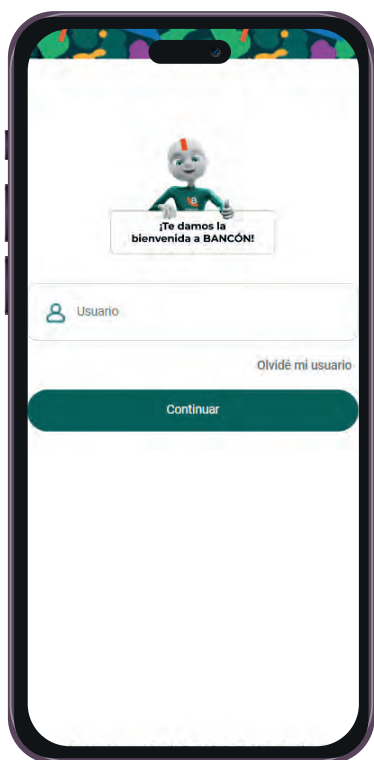 ¡Te damos la
bienvenida a BANCÓN!
Usuario
Olvidé mi usuario
Continuar